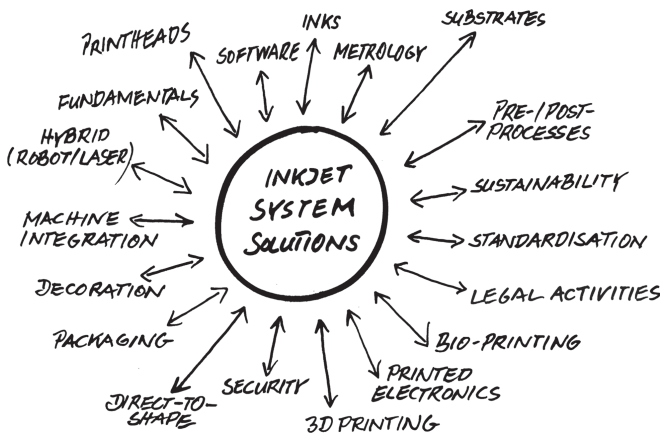 INKS
SUBSTRATES
PRINTHEADS
SOFTWARE
METROLOGY
FUNDAMENTALS
PRE-/POST-
PROCESSES
HYBRID
(ROBOT/LASER)
INKJET
SYSTEM
SOLUTIONS
SUSTAINABILITY
MACHINE
INTEGRATION
STANDARDISATION
DECORATION
LEGAL ACTIVITIES
PACKAGING
BIO-PRINTING
DIRECT-TO-
SHAPE
SECURITY
PRINTED
ELECTRONICS
3D PRINTING